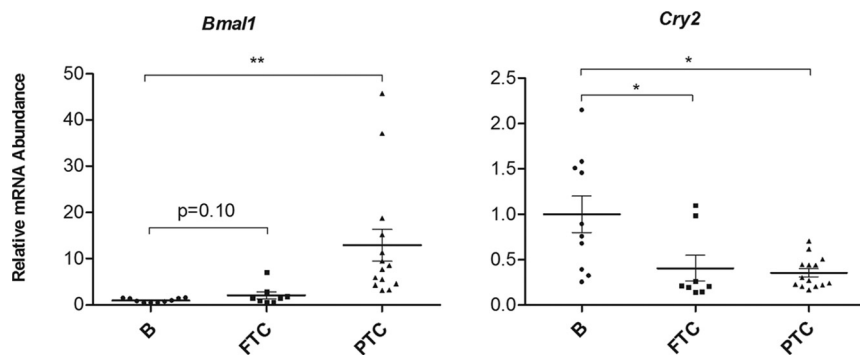 Bmal1
Relative mRNA Abundance
50
40
30
20
10
0
**
p=0.10
B
FTC
PTC
Cry2
2.5
2.0
1.5
1.0
0.5
0.0
*
*
B
FTC
PTC